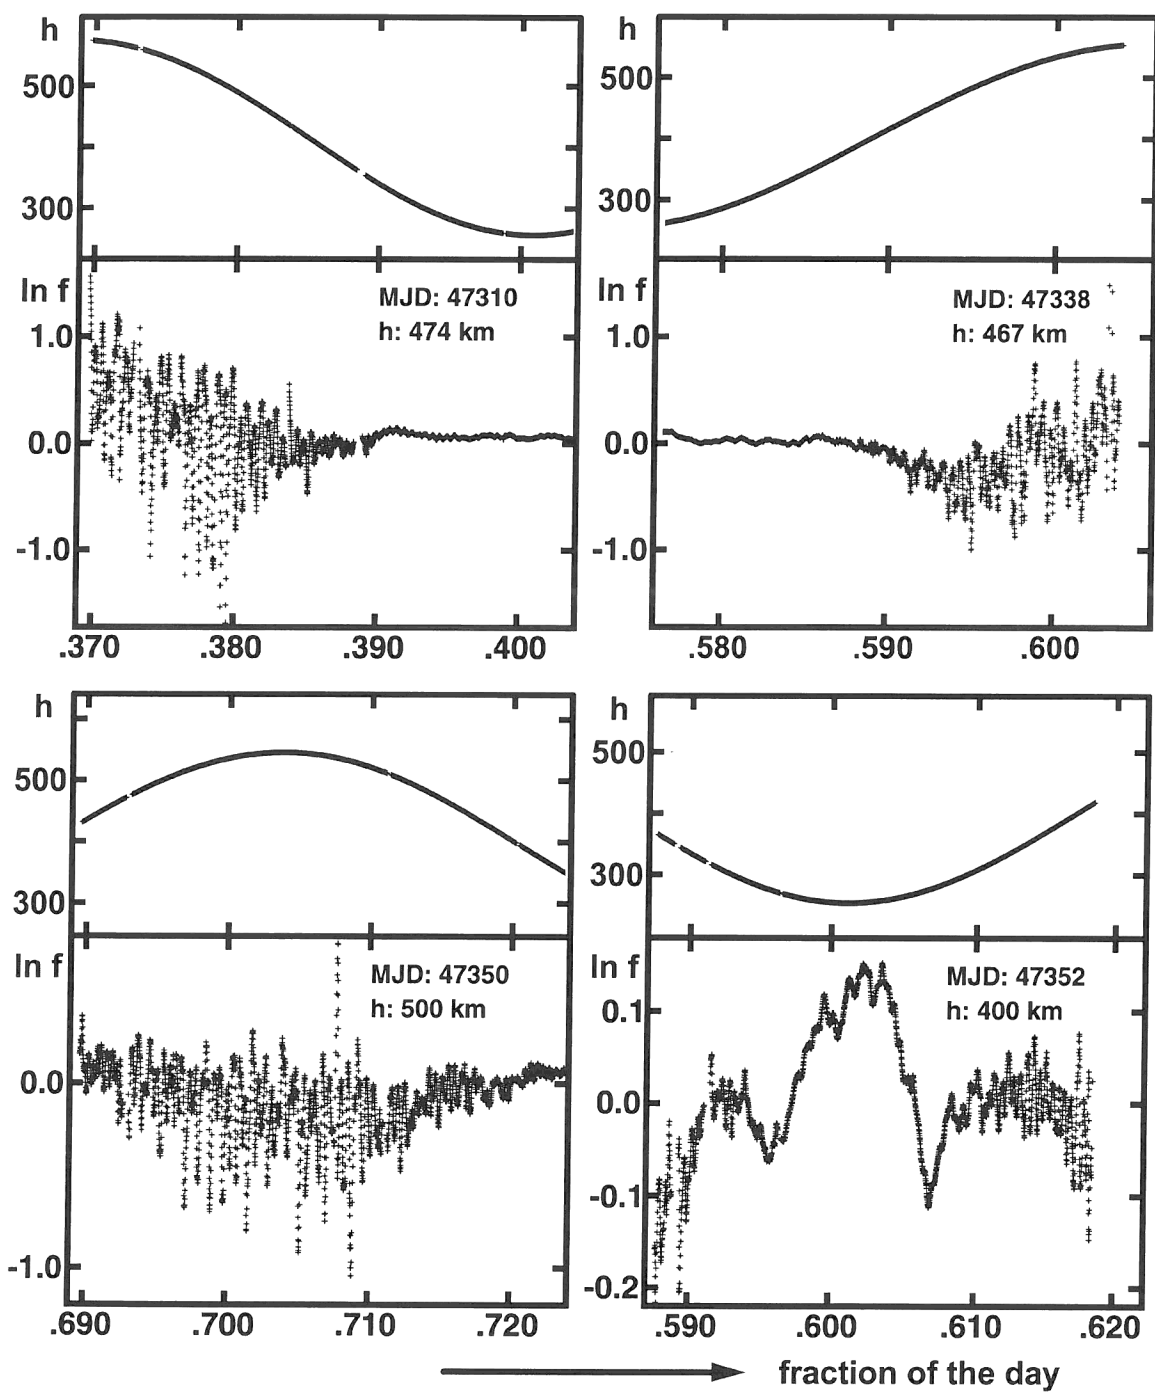 h
500
300
ln f
MJD: 47310
h: 474 km
1.0
0.0
-1.0
.370 .380 .390 .400
h
500
300
ln f
MJD: 47338
h: 467 km
1.0
0.0
-1.0
.580 .590 .600
h
500
300
ln f
MJD: 47350
h: 500 km
0.0
-1.0
.690 .700 .710 .720
h
500
300
ln f
MJD: 47352
h: 400 km
0.1
0.0
-0.1
-0.2
.590 .600 .610 .620
fraction of the day